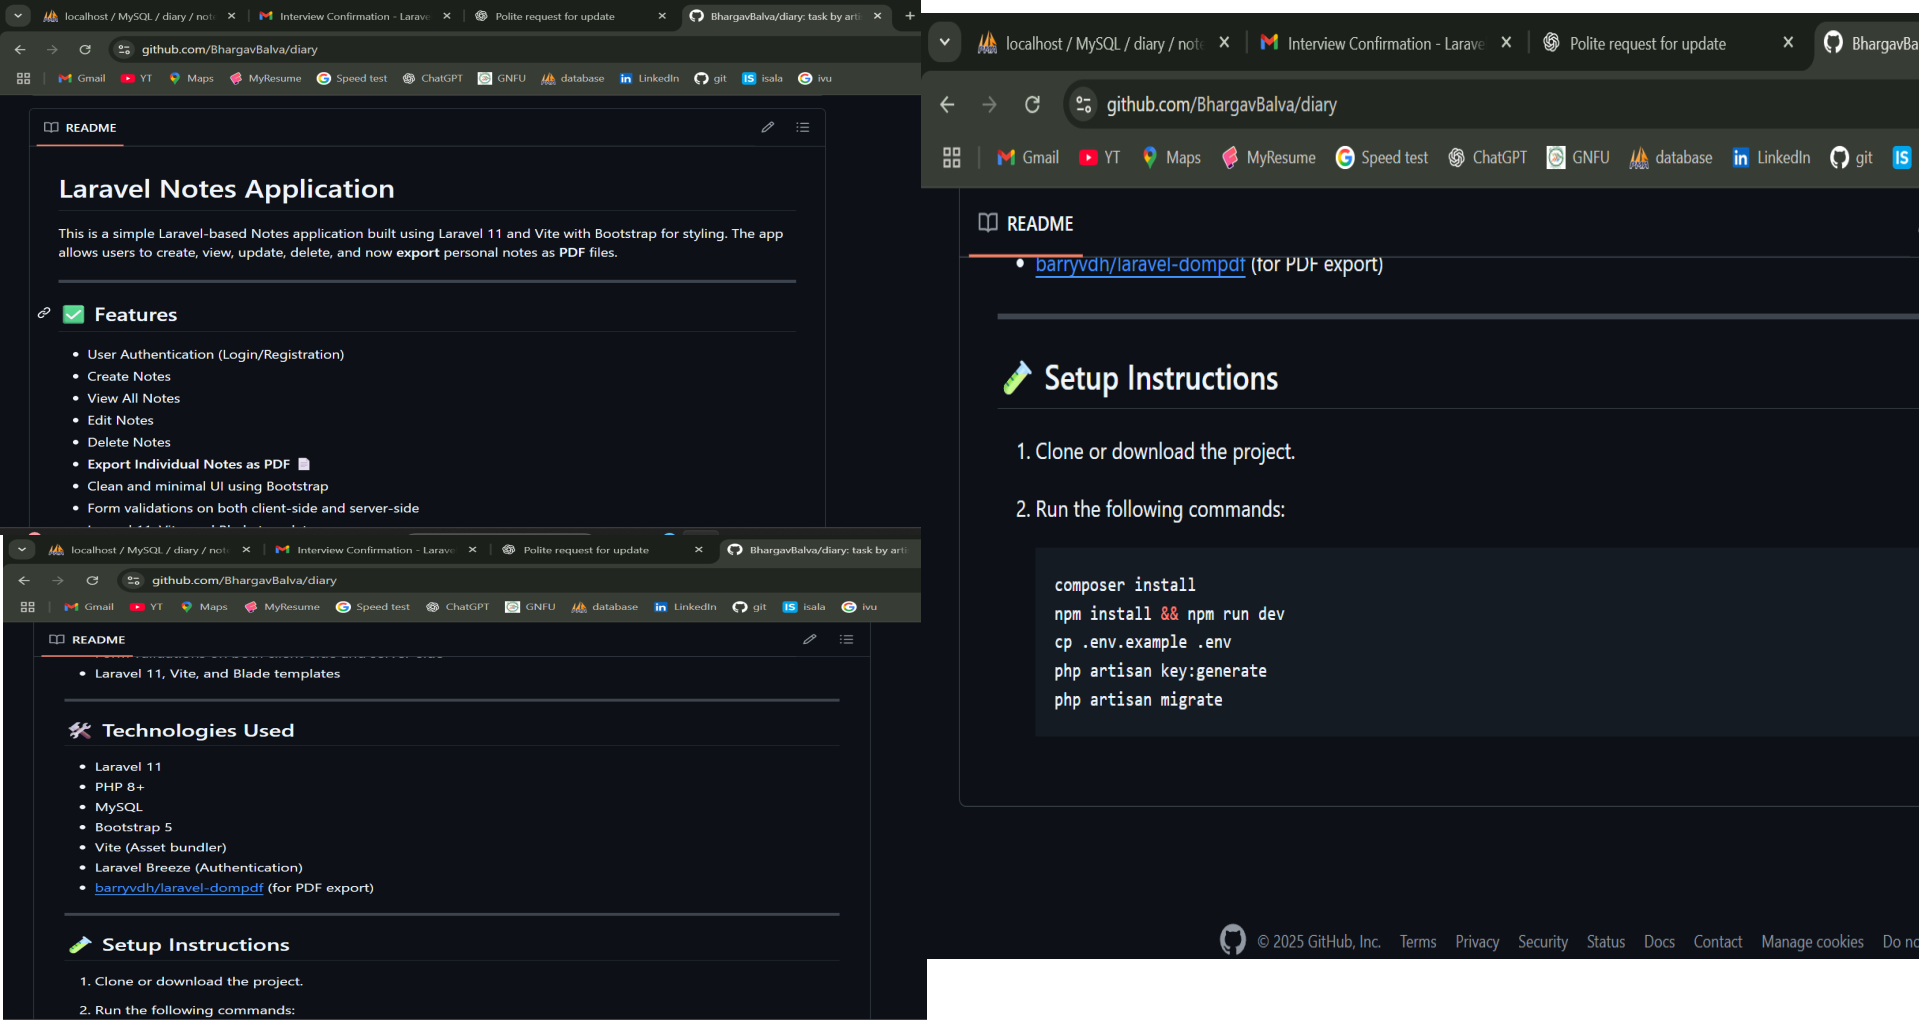 localhost / MySQL / diary / note
Interview Confirmation - Larave
Polite request for update
BhargavBalva/diary: task by arti
github.com/BhargavBalva/diary
Gmail YT Maps MyResume Speed test ChatGPT GNFU database LinkedIn git isala ivu
README
Laravel Notes Application
This is a simple Laravel-based Notes application built using Laravel 11 and Vite with Bootstrap for styling. The app
allows users to create, view, update, delete, and now export personal notes as PDF files.
Features
User Authentication (Login/Registration)
Create Notes
View All Notes
Edit Notes
Delete Notes
Export Individual Notes as PDF
Clean and minimal UI using Bootstrap
Form validations on both client-side and server-side
localhost / MySQL / diary / note
Interview Confirmation - Larave
Polite request for update
BhargavBalva/diary: task by arti
github.com/BhargavBalva/diary
Gmail YT Maps MyResume Speed test ChatGPT GNFU database LinkedIn git isala ivu
README
Laravel 11, Vite, and Blade templates
Technologies Used
Laravel 11
PHP 8+
MySQL
Bootstrap 5
Vite (Asset bundler)
Laravel Breeze (Authentication)
barryvdh/laravel-dompdf (for PDF export)
Setup Instructions
1. Clone or download the project.
2. Run the following commands:
localhost / MySQL / diary / note
Interview Confirmation - Larave
Polite request for update
BhargavBa
github.com/BhargavBalva/diary
Gmail YT Maps MyResume Speed test ChatGPT GNFU database LinkedIn git IS
README
barryvdh/laravel-dompdf (for PDF export)
Setup Instructions
1. Clone or download the project.
2. Run the following commands:
composer install
npm install && npm run dev
cp .env.example .env
php artisan key:generate
php artisan migrate
© 2025 GitHub, Inc. Terms Privacy Security Status Docs Contact Manage cookies Do no